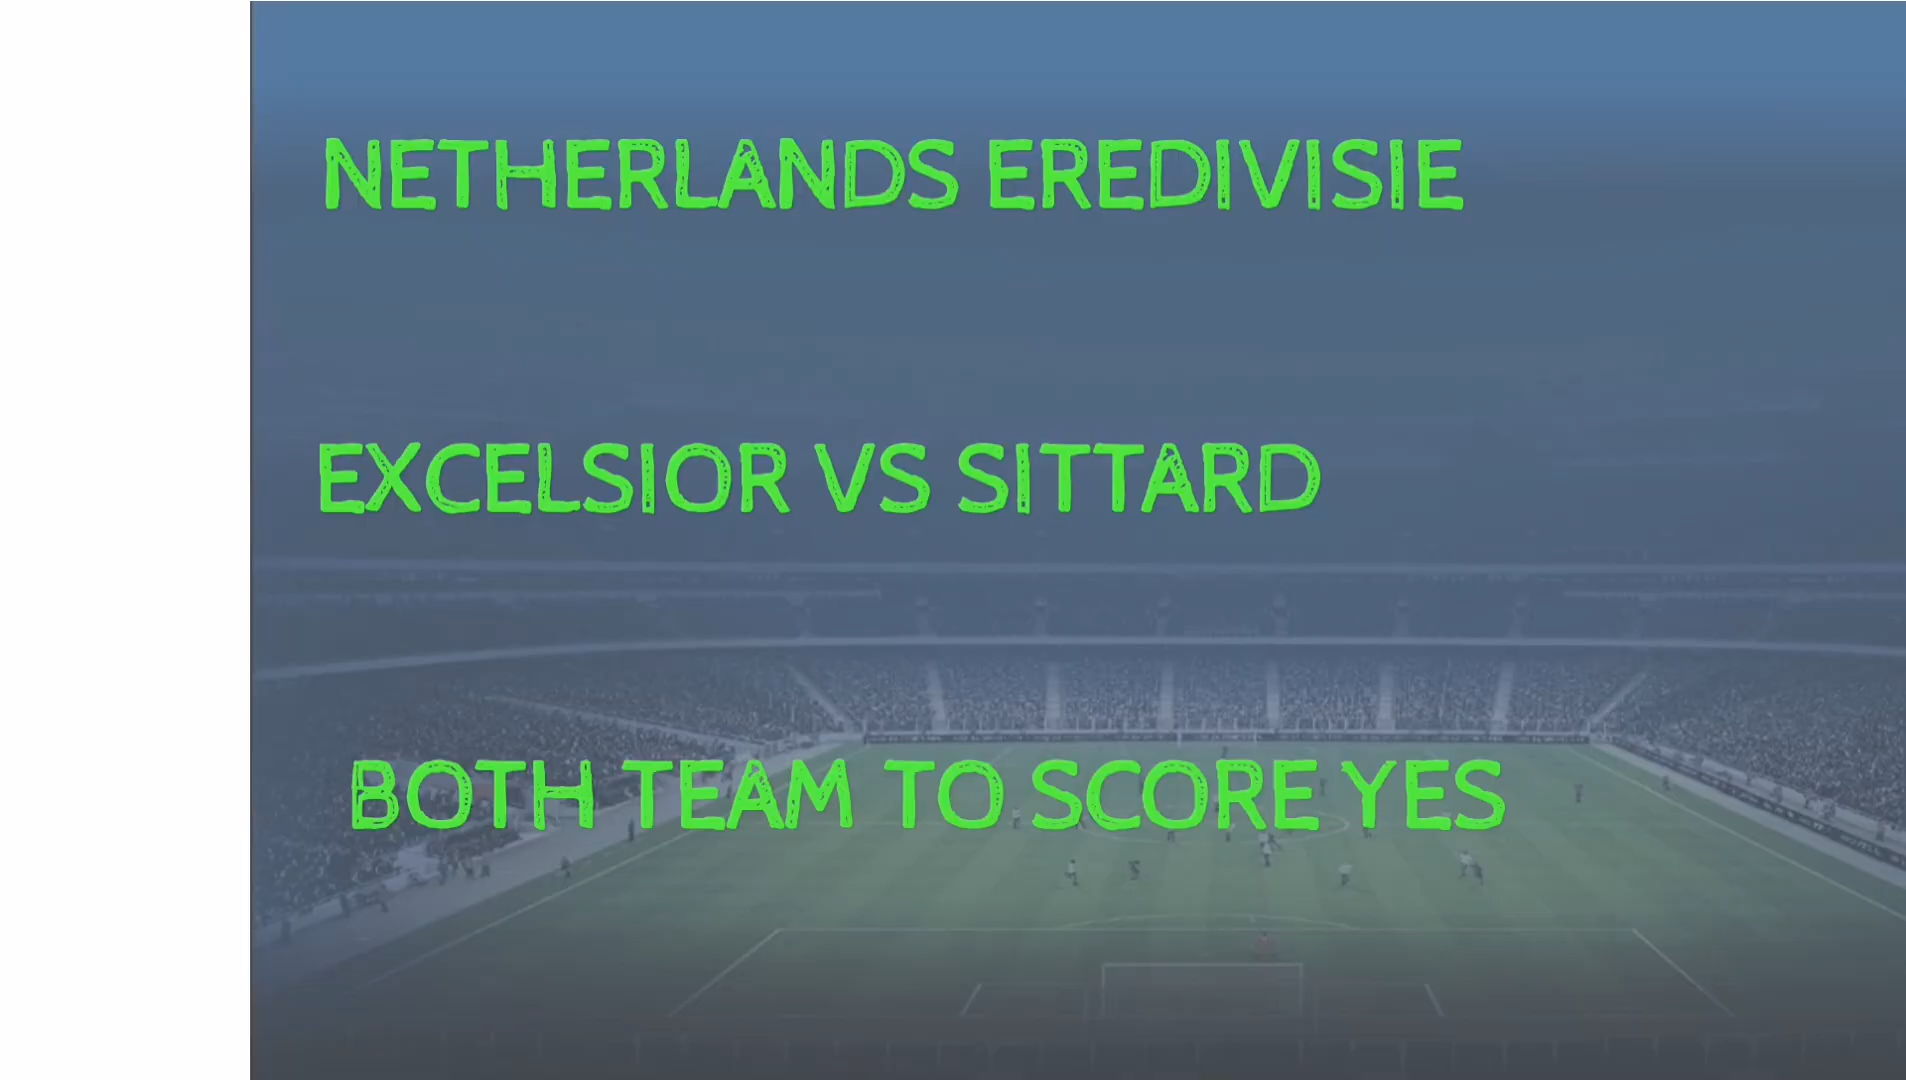 NETHERLANDS EREDIVISIE
EXCELSIOR VS SITTARD
BOTH TEAM TO SCORE YES